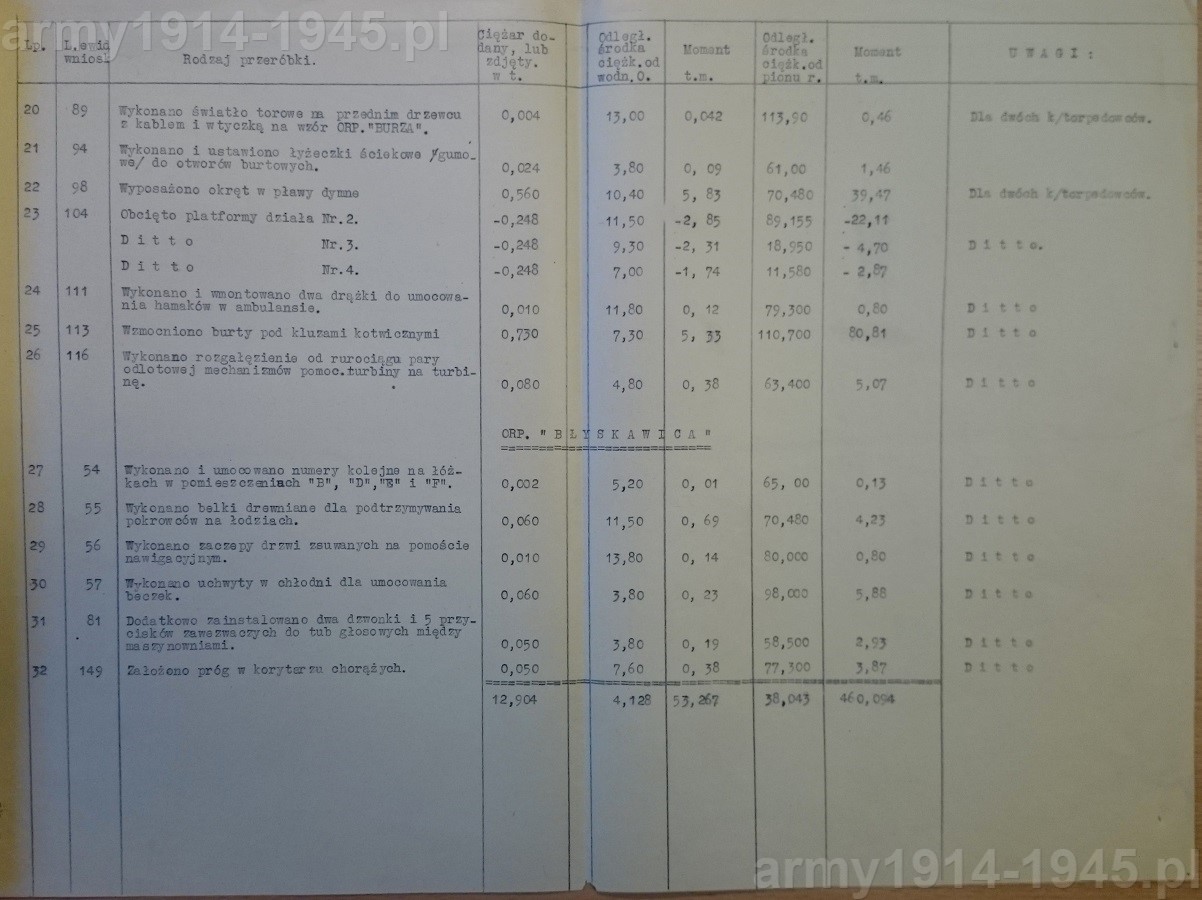 army1914-1945.pl
Lp. L.ewid wnios. Rodzaj przeróbki. Ciężar dodany, lub zdjęty. w t. Odległ. środka ciężk.od wodn.O. Moment t.m. Odległ. środka ciężk.od pionu r. Moment t.m. U W A G I :
20 89 Wykonano światło torowe na przednim drzewcu
z kablem i wtyczką na wzór ORP."BURZA". 0,004 13,00 0,042 113,90 0,46 Dla dwóch k/torpedowców.
21 94 Wykonano i ustawiono łyżeczki ściekowe /gumo-
we/ do otworów burtowych. 0,024 3,80 0, 09 61,00 1,46
22 98 Wyposażono okręt w pławy dymne 0,560 10,40 5, 83 70,480 39,47 Dla dwóch k/torpedowców.
23 104 Obcięto platformy działa Nr.2. -0,248 11,50 -2, 85 89,155 -22,11
D i t t o Nr.3. -0,248 9,30 -2, 31 18,950 - 4,70 D i t t o.
D i t t o Nr.4. -0,248 7,00 -1, 74 11,580 - 2,87
24 111 Wykonano i wmontowano dwa drążki do umocowa-
nia hamaków w ambulansie. 0,010 11,80 0, 12 79,300 0,80 D i t t o
25 113 Wzmocniono burty pod kluzami kotwicznymi 0,730 7,30 5, 33 110,700 80,81 D i t t o
26 116 Wykonano rozgałęzienie od rurociągu pary
odlotowej mechanizmów pomoc.turbiny na turbi-
nę. 0,080 4,80 0, 38 63,400 5,07 D i t t o
ORP. " B Ł Y S K A W I C A "
27 54 Wykonano i umocowano numery kolejne na łóż-
kach w pomieszczeniach "B", "D","E" i "F". 0,002 5,20 0, 01 65, 00 0,13 D i t t o
28 55 Wykonano belki drewniane dla podtrzymywania
pokrowców na łodziach. 0,060 11,50 0, 69 70,480 4,23 D i t t o
29 56 Wykonano zaczepy drzwi zsuwanych na pomoście
nawigacyjnym. 0,010 13,80 0, 14 80,000 0,80 D i t t o
30 57 Wykonano uchwyty w chłodni dla umocowania
beczek. 0,060 3,80 0, 23 98,000 5,88 D i t t o
31 81 Dodatkowo zainstalowano dwa dzwonki i 5 przy-
cisków zawezwaczych do tub głosowych między
maszynowniami. 0,050 3,80 0, 19 58,500 2,93 D i t t o
32 149 Założono próg w korytarzu chorążych. 0,050 7,60 0, 38 77,300 3,87 D i t t o
12,904 4,128 53,267 38,043 460,094
army1914-1945.pl